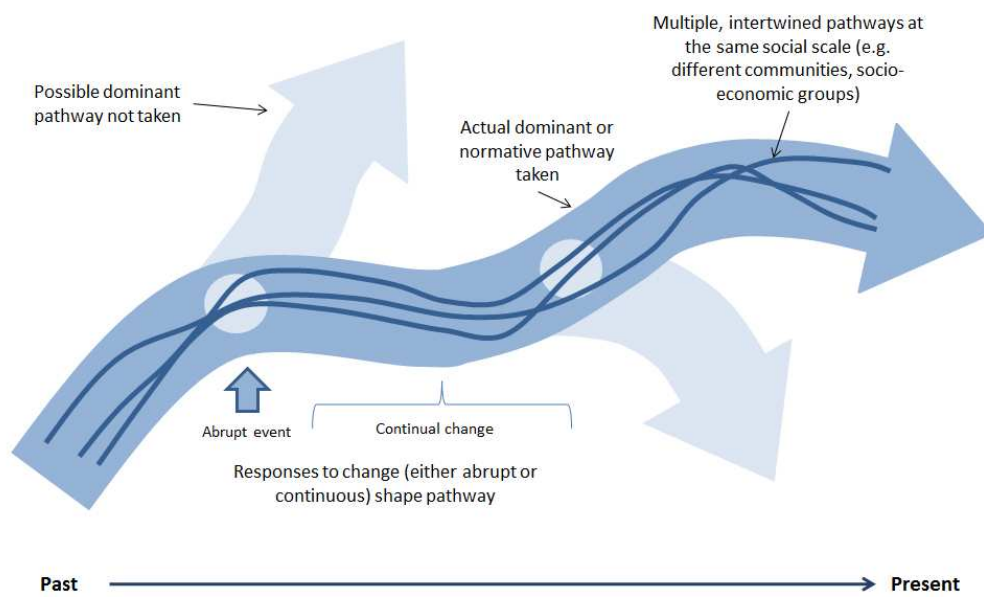 Multiple, intertwined pathways at
the same social scale (e.g.
different communities, socio-
economic groups)
Possible dominant
pathway not taken
Actual dominant or
normative pathway
taken
Abrupt event
Continual change
Responses to change (either abrupt or
continuous) shape pathway
Past
Present